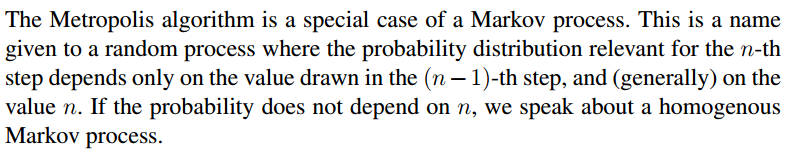 The Metropolis algorithm is a special case of a Markov process. This is a name
given to a random process where the probability distribution relevant for the n-th
step depends only on the value drawn in the (n − 1)-th step, and (generally) on the
value n. If the probability does not depend on n, we speak about a homogenous
Markov process.